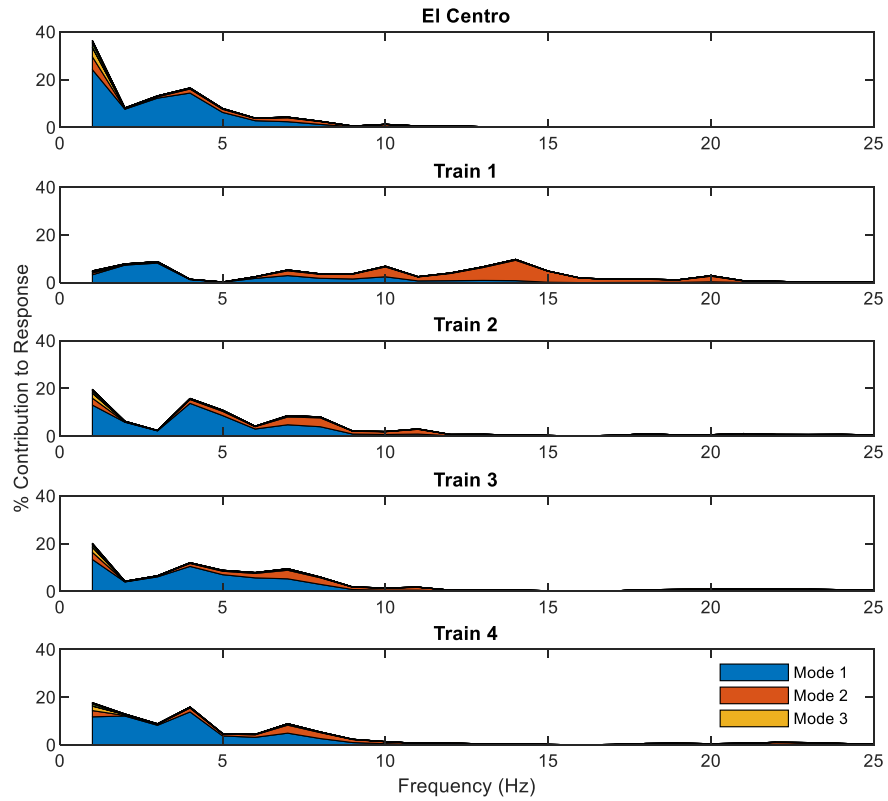 El Centro
40
20
0
0 5 10 15 20 25
Train 1
40
20
0
0 5 10 15 20 25
Train 2
40
20
0
0 5 10 15 20 25
Train 3
40
20
0
0 5 10 15 20 25
Train 4
40
20
0
0 5 10 15 20 25
Mode 1
Mode 2
Mode 3
% Contribution to Response
Frequency (Hz)